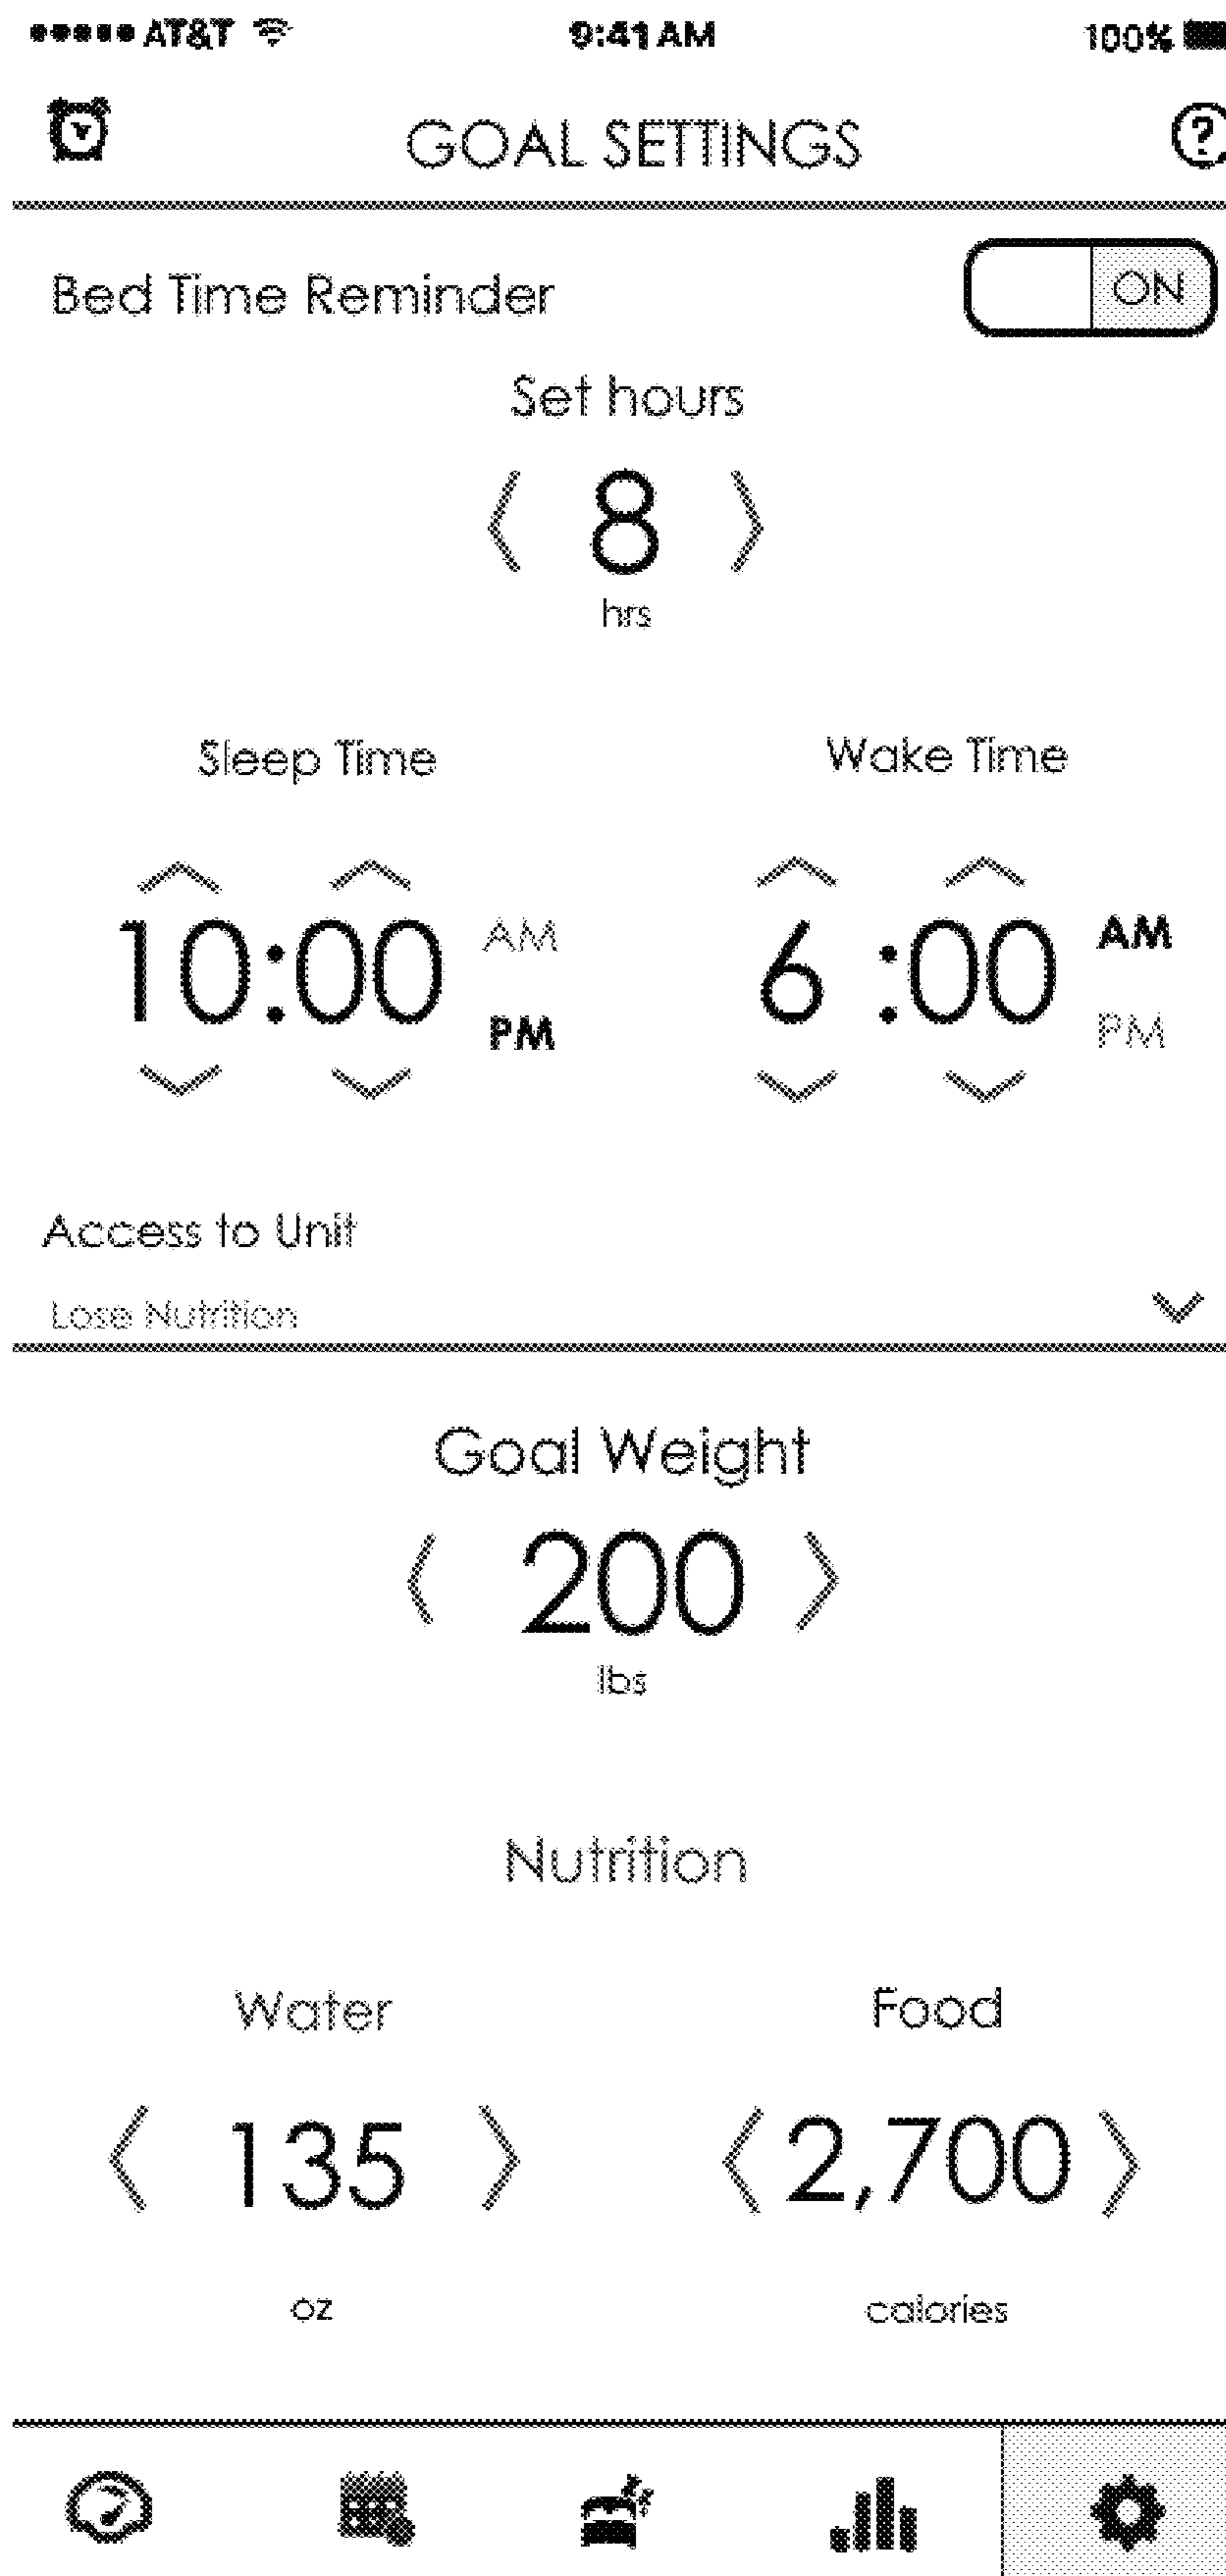 AT&T 9:41 AM 100%
GOAL SETTINGS ?
Bed Time Reminder ON
Set hours
8
hrs
Sleep Time Wake Time
10:00 AM PM 6 :00 AM PM
Access to Unit
Lose Nutrition
Goal Weight
200
lbs
Nutrition
Water Food
135 2,700
oz calories